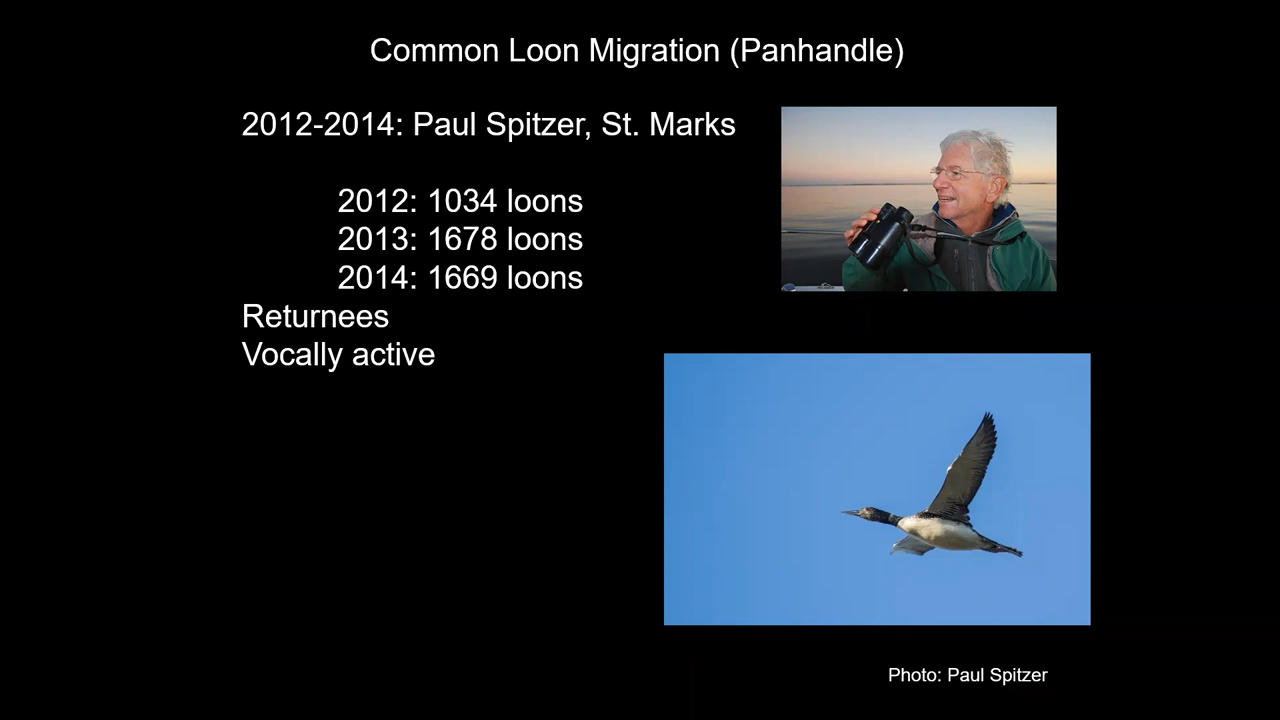 Common Loon Migration (Panhandle)
2012-2014: Paul Spitzer, St. Marks
2012: 1034 loons
2013: 1678 loons
2014: 1669 loons
Returnees
Vocally active
Photo: Paul Spitzer